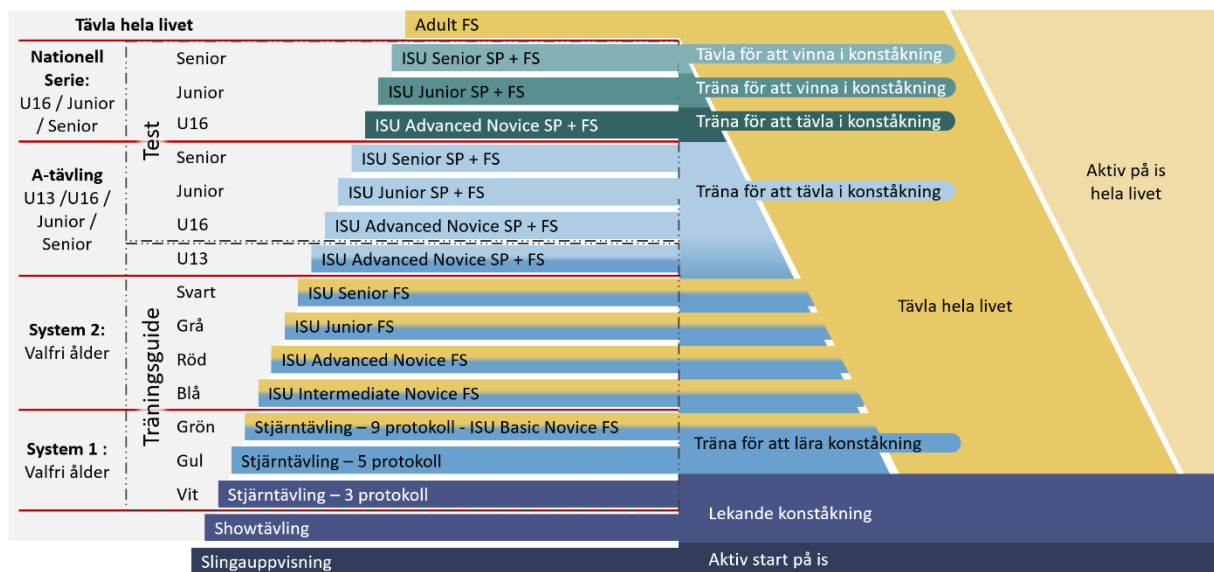 Tävla hela livet
Adult FS
Nationell
Serie:
U16 / Junior
/ Senior
Test
Senior
ISU Senior SP + FS
Tävla för att vinna i konståkning
Junior
ISU Junior SP + FS
Träna för att vinna i konståkning
U16
ISU Advanced Novice SP + FS
Träna för att tävla i konståkning
A-tävling
U13 /U16 /
Junior /
Senior
Senior
ISU Senior SP + FS
Junior
ISU Junior SP + FS
Träna för att tävla i konståkning
U16
ISU Advanced Novice SP + FS
U13
ISU Advanced Novice SP + FS
Aktiv på is
hela livet
Tävla hela livet
System 2:
Valfri ålder
Träningsguide
Svart
ISU Senior FS
Grå
ISU Junior FS
Röd
ISU Advanced Novice FS
Blå
ISU Intermediate Novice FS
System 1 :
Valfri ålder
Grön
Stjärntävling – 9 protokoll - ISU Basic Novice FS
Träna för att lära konståkning
Gul
Stjärntävling – 5 protokoll
Vit
Stjärntävling – 3 protokoll
Lekande konståkning
Showtävling
Slingauppvisning
Aktiv start på is